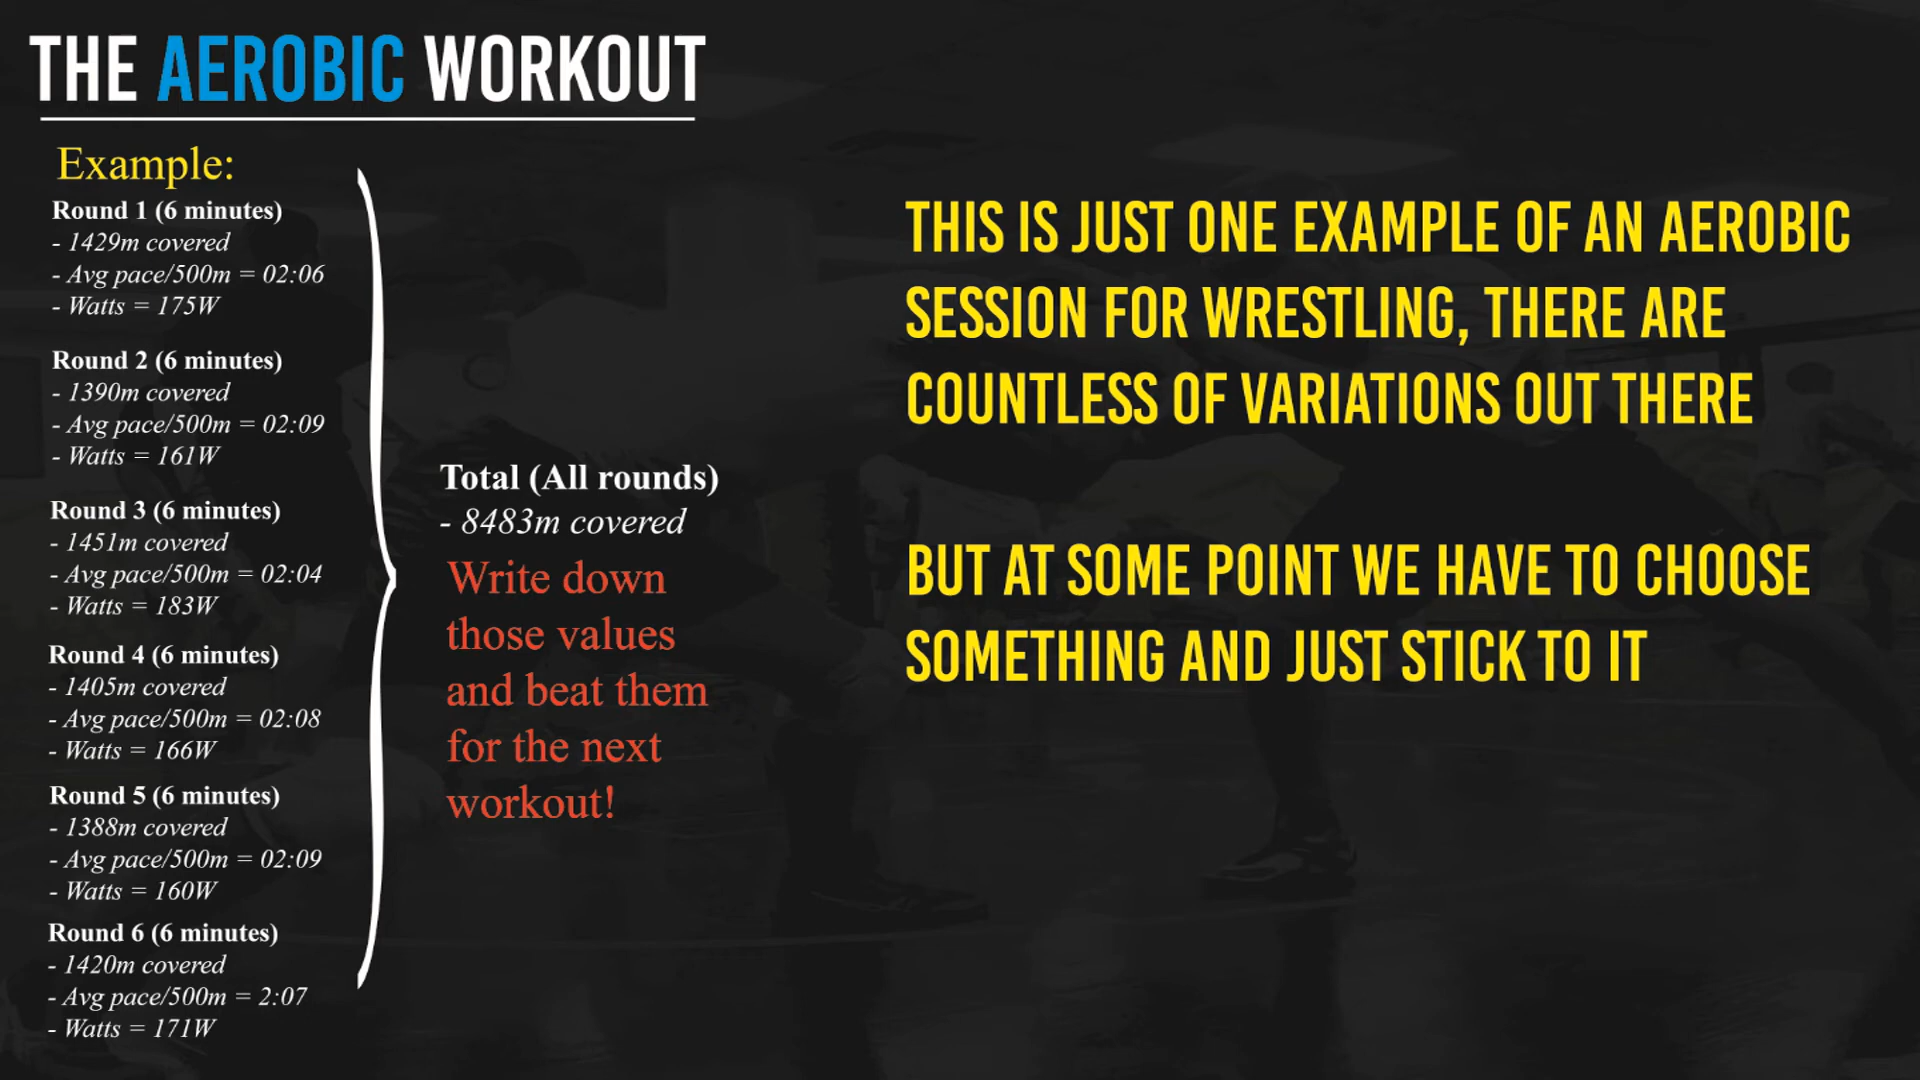 THE AEROBIC WORKOUT
Example:
Round 1 (6 minutes)
- 1429m covered
- Avg pace/500m = 02:06
- Watts = 175W
Round 2 (6 minutes)
- 1390m covered
- Avg pace/500m = 02:09
- Watts = 161W
Round 3 (6 minutes)
- 1451m covered
- Avg pace/500m = 02:04
- Watts = 183W
Round 4 (6 minutes)
- 1405m covered
- Avg pace/500m = 02:08
- Watts = 166W
Round 5 (6 minutes)
- 1388m covered
- Avg pace/500m = 02:09
- Watts = 160W
Round 6 (6 minutes)
- 1420m covered
- Avg pace/500m = 2:07
- Watts = 171W
Total (All rounds)
- 8483m covered
Write down
those values
and beat them
for the next
workout!
THIS IS JUST ONE EXAMPLE OF AN AEROBIC
SESSION FOR WRESTLING, THERE ARE
COUNTLESS OF VARIATIONS OUT THERE
BUT AT SOME POINT WE HAVE TO CHOOSE
SOMETHING AND JUST STICK TO IT